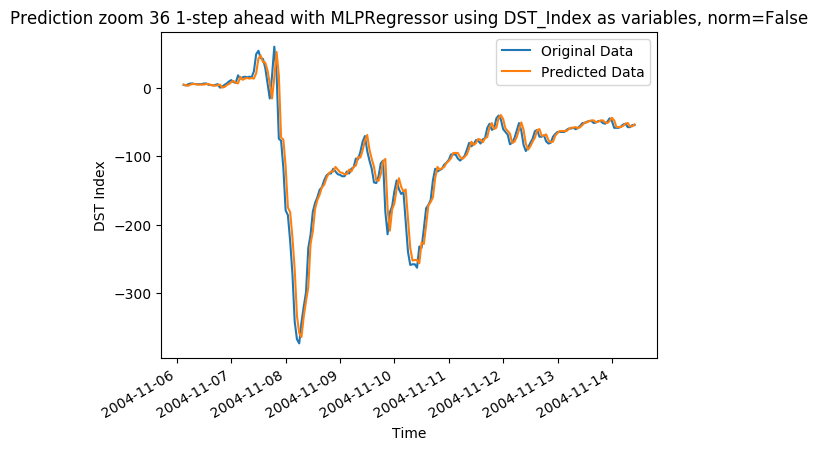 Prediction zoom 36 1-step ahead with MLPRegressor using DST_Index as variables, norm=False
Original Data
Predicted Data
0
−100
−200
−300
DST Index
2004-11-06
2004-11-07
2004-11-08
2004-11-09
2004-11-10
2004-11-11
2004-11-12
2004-11-13
2004-11-14
Time